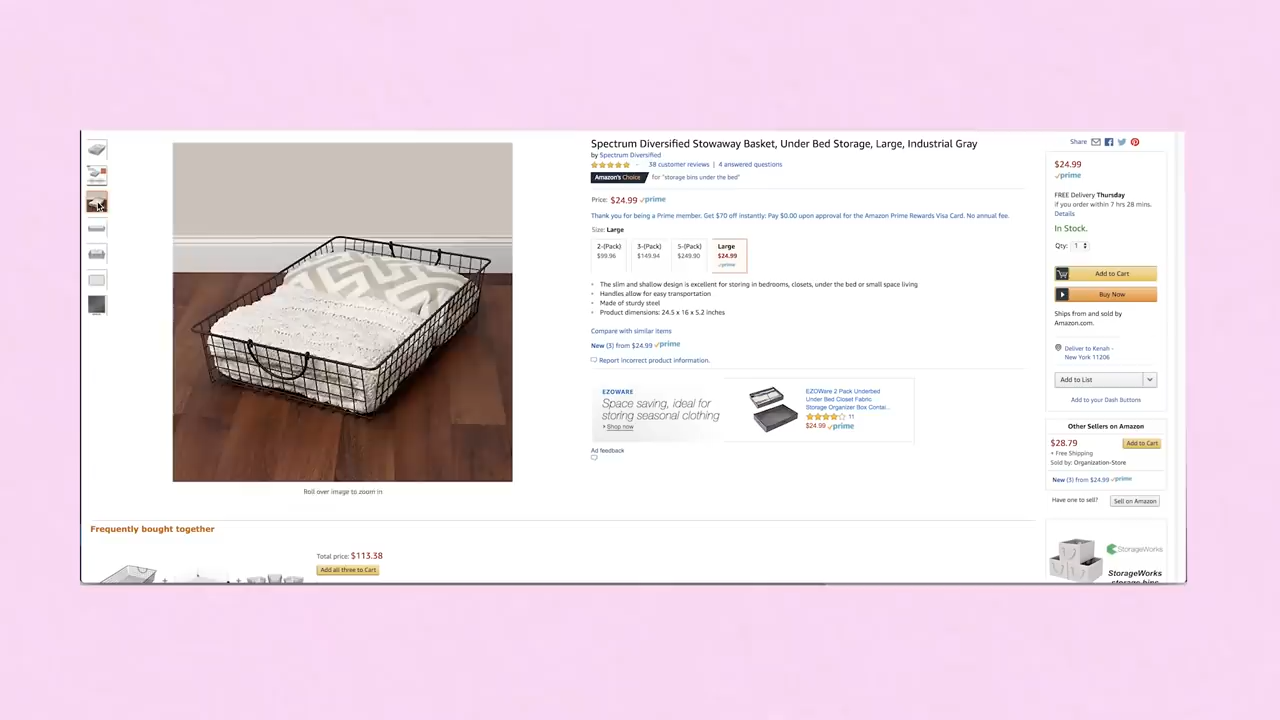 Spectrum Diversified Stowaway Basket, Under Bed Storage, Large, Industrial Gray
by Spectrum Diversified
38 customer reviews | 4 answered questions
Amazon's Choice for "storage bins under the bed"
Price: $24.99 prime
Thank you for being a Prime member. Get $70 off instantly: Pay $0.00 upon approval for the Amazon Prime Rewards Visa Card. No annual fee.
Size: Large
2-(Pack) 3-(Pack) 5-(Pack) Large
$99.96 $149.94 $249.90 $24.99
prime
The slim and shallow design is excellent for storing in bedrooms, closets, under the bed or small space living
Handles allow for easy transportation
Made of sturdy steel
Product dimensions: 24.5 x 16 x 5.2 inches
Compare with similar items
New (3) from $24.99 prime
Report incorrect product information.
EZOWARE
Space saving, ideal for
storing seasonal clothing
Shop now
EZOWare 2 Pack Underbed
Under Bed Closet Fabric
Storage Organizer Box Contai...
11
$24.99 prime
Ad feedback
Roll over image to zoom in
Frequently bought together
Total price: $113.38
Add all three to Cart
Share
$24.99
prime
FREE Delivery Thursday
if you order within 7 hrs 28 mins.
Details
In Stock.
Qty: 1
Add to Cart
Buy Now
Ships from and sold by
Amazon.com.
Deliver to Kenah -
New York 11206
Add to List
Add to your Dash Buttons
Other Sellers on Amazon
$28.79 Add to Cart
+ Free Shipping
Sold by: Organization-Store
New (3) from $24.99 prime
Have one to sell? Sell on Amazon
StorageWorks
StorageWorks
storage bins